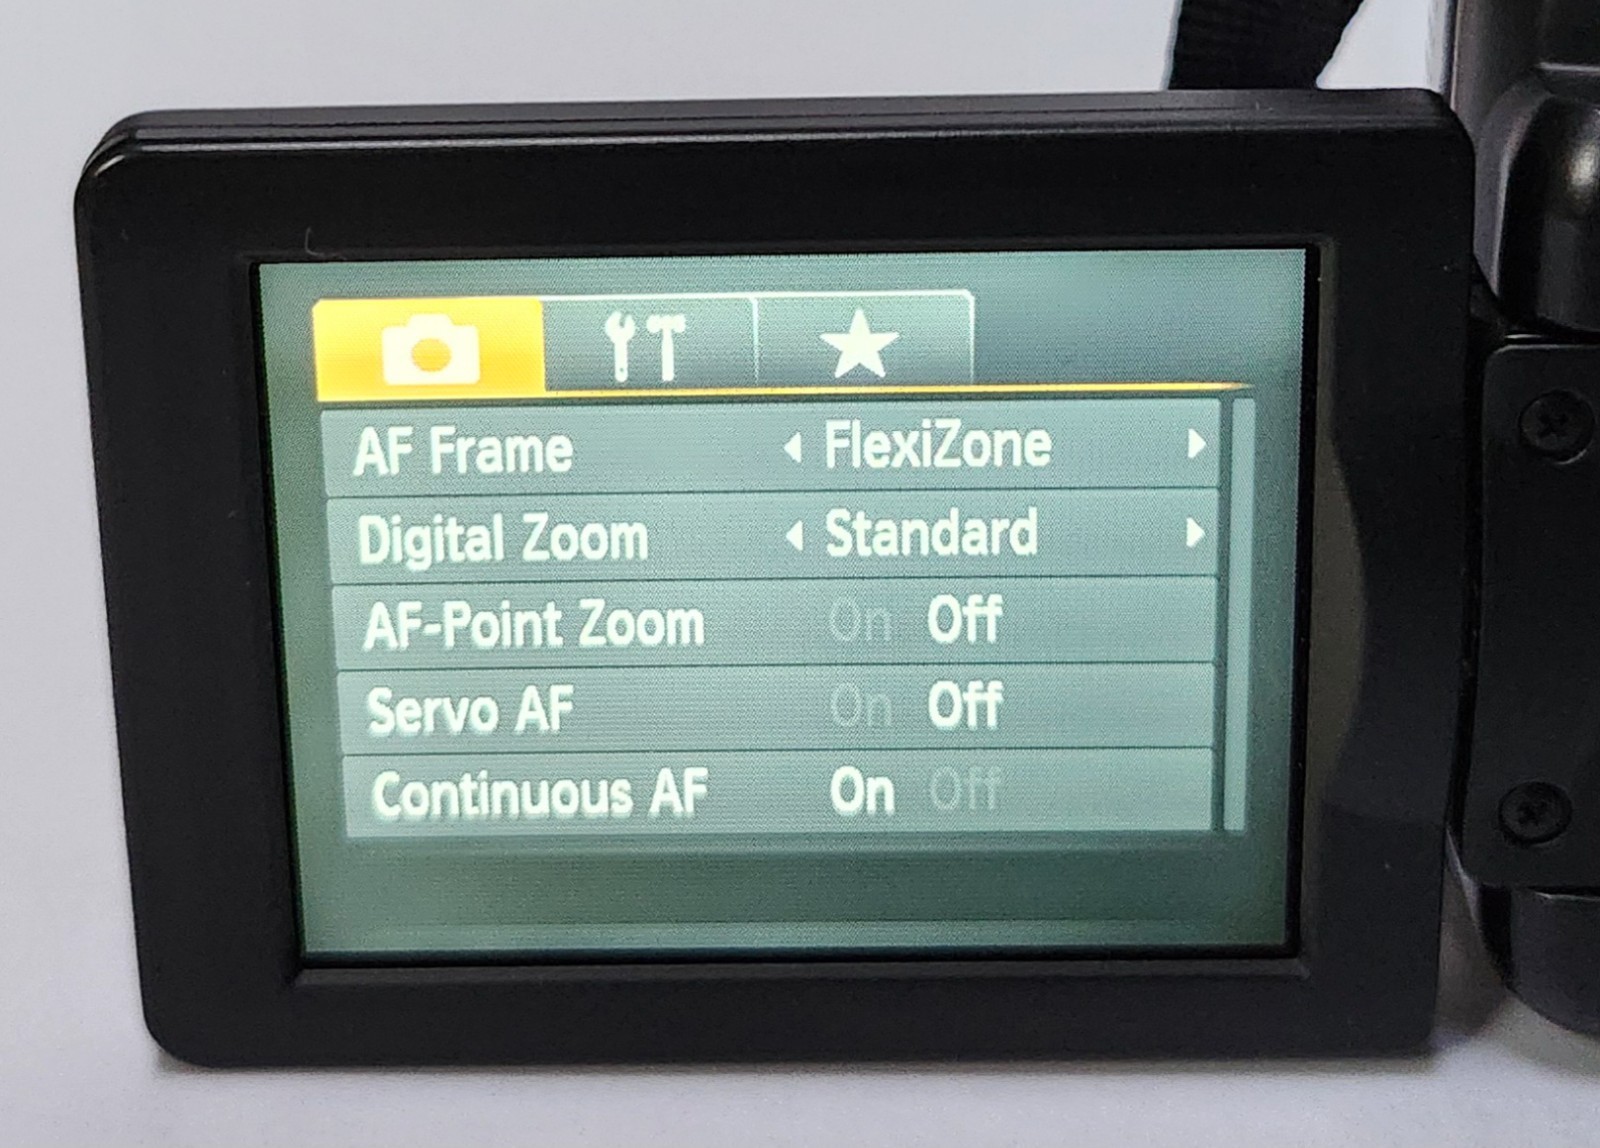 AF Frame FlexiZone
Digital Zoom Standard
AF-Point Zoom On Off
Servo AF On Off
Continuous AF On Off